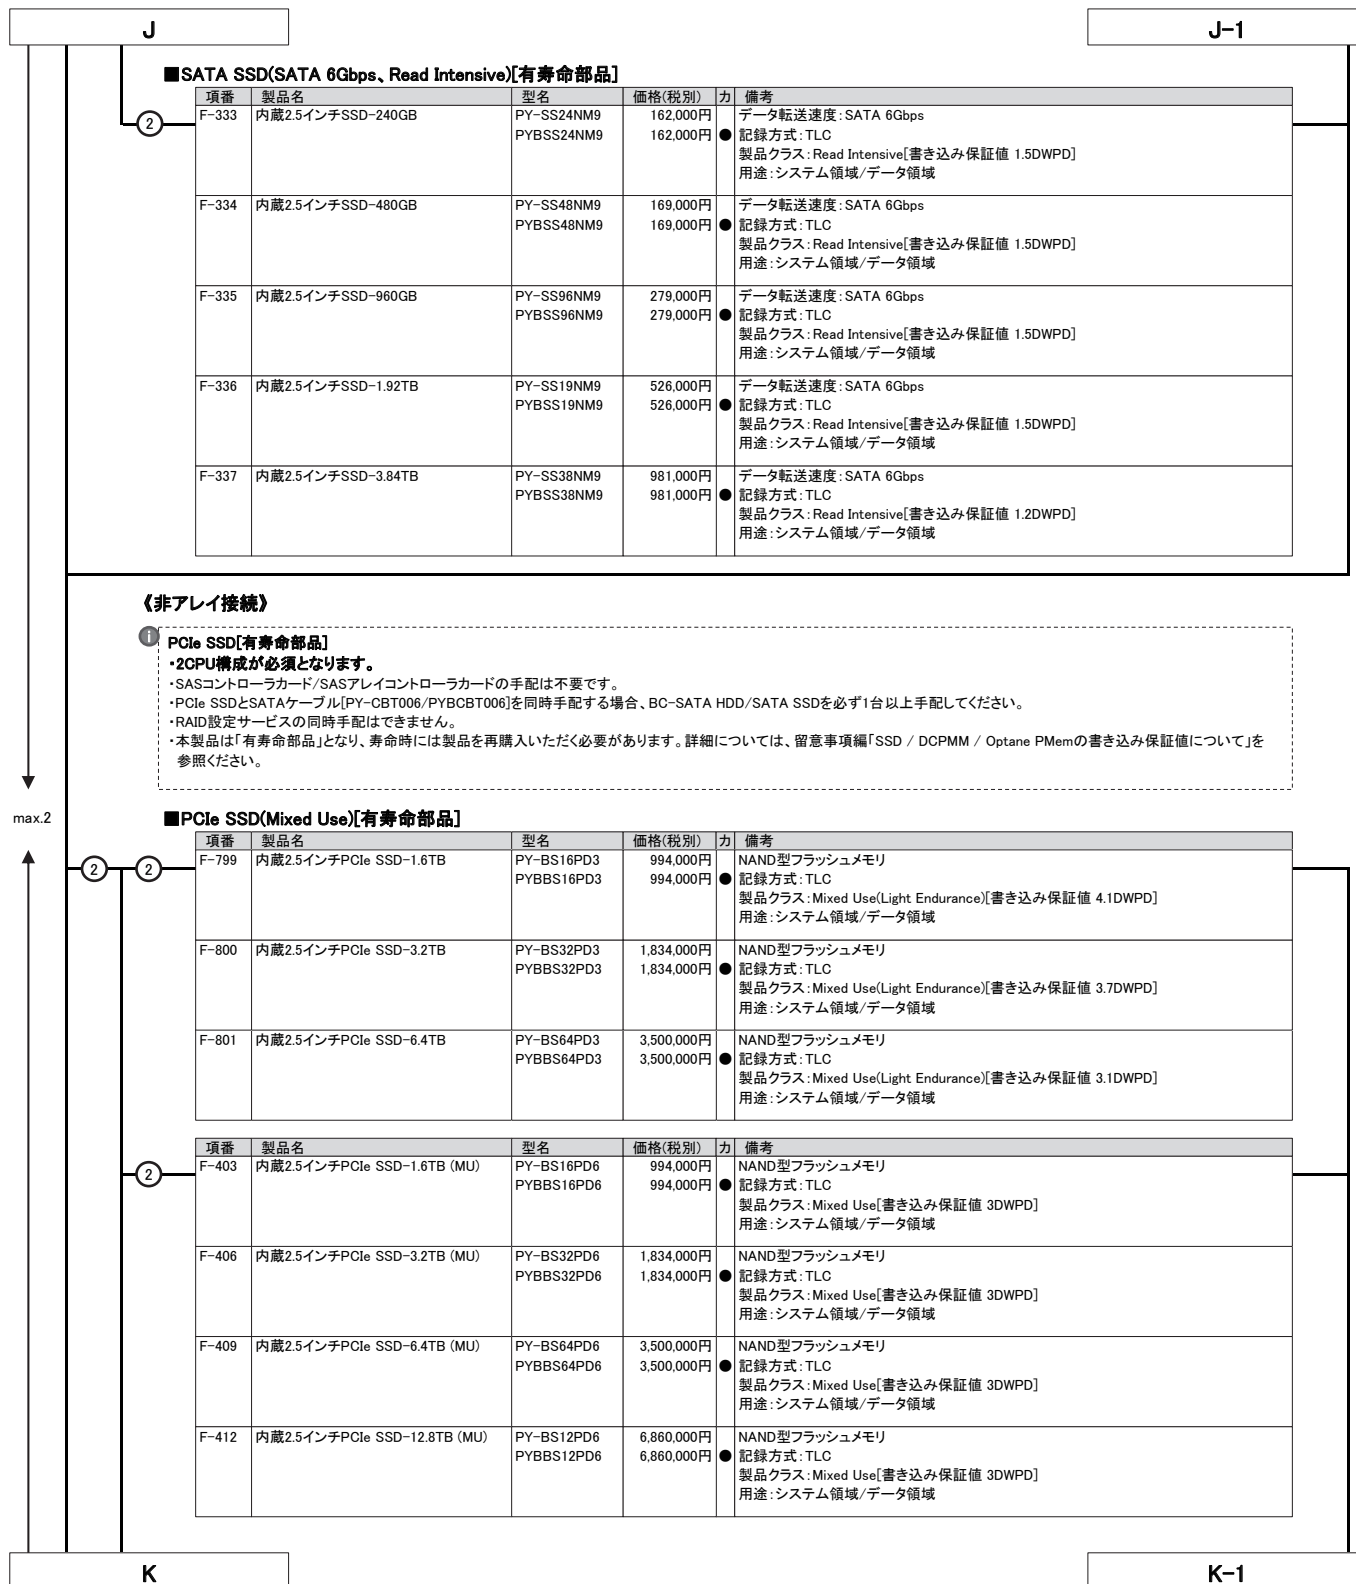 J
J-1
■SATA SSD(SATA 6Gbps、Read Intensive)[有寿命部品]
項番 製品名 型名 価格(税別) カ 備考
F-333 内蔵2.5インチSSD-240GB PY-SS24NM9 162,000円 データ転送速度：SATA 6Gbps
② PYBSS24NM9 162,000円 ● 記録方式：TLC
製品クラス：Read Intensive[書き込み保証値 1.5DWPD]
用途：システム領域/データ領域
F-334 内蔵2.5インチSSD-480GB PY-SS48NM9 169,000円 データ転送速度：SATA 6Gbps
PYBSS48NM9 169,000円 ● 記録方式：TLC
製品クラス：Read Intensive[書き込み保証値 1.5DWPD]
用途：システム領域/データ領域
F-335 内蔵2.5インチSSD-960GB PY-SS96NM9 279,000円 データ転送速度：SATA 6Gbps
PYBSS96NM9 279,000円 ● 記録方式：TLC
製品クラス：Read Intensive[書き込み保証値 1.5DWPD]
用途：システム領域/データ領域
F-336 内蔵2.5インチSSD-1.92TB PY-SS19NM9 526,000円 データ転送速度：SATA 6Gbps
PYBSS19NM9 526,000円 ● 記録方式：TLC
製品クラス：Read Intensive[書き込み保証値 1.5DWPD]
用途：システム領域/データ領域
F-337 内蔵2.5インチSSD-3.84TB PY-SS38NM9 981,000円 データ転送速度：SATA 6Gbps
PYBSS38NM9 981,000円 ● 記録方式：TLC
製品クラス：Read Intensive[書き込み保証値 1.2DWPD]
用途：システム領域/データ領域
《非アレイ接続》
i PCIe SSD[有寿命部品]
・2CPU構成が必須となります。
・SASコントローラカード/SASアレイコントローラカードの手配は不要です。
・PCIe SSDとSATAケーブル[PY-CBT006/PYBCBT006]を同時手配する場合、BC-SATA HDD/SATA SSDを必ず1台以上手配してください。
・RAID設定サービスの同時手配はできません。
・本製品は「有寿命部品」となり、寿命時には製品を再購入いただく必要があります。詳細については、留意事項編「SSD / DCPMM / Optane PMemの書き込み保証値について」を
参照ください。
max.2
■PCIe SSD(Mixed Use)[有寿命部品]
項番 製品名 型名 価格(税別) カ 備考
F-799 内蔵2.5インチPCIe SSD-1.6TB PY-BS16PD3 994,000円 NAND型フラッシュメモリ
② ② PYBBS16PD3 994,000円 ● 記録方式：TLC
製品クラス：Mixed Use(Light Endurance)[書き込み保証値 4.1DWPD]
用途：システム領域/データ領域
F-800 内蔵2.5インチPCIe SSD-3.2TB PY-BS32PD3 1,834,000円 NAND型フラッシュメモリ
PYBBS32PD3 1,834,000円 ● 記録方式：TLC
製品クラス：Mixed Use(Light Endurance)[書き込み保証値 3.7DWPD]
用途：システム領域/データ領域
F-801 内蔵2.5インチPCIe SSD-6.4TB PY-BS64PD3 3,500,000円 NAND型フラッシュメモリ
PYBBS64PD3 3,500,000円 ● 記録方式：TLC
製品クラス：Mixed Use(Light Endurance)[書き込み保証値 3.1DWPD]
用途：システム領域/データ領域
項番 製品名 型名 価格(税別) カ 備考
F-403 内蔵2.5インチPCIe SSD-1.6TB (MU) PY-BS16PD6 994,000円 NAND型フラッシュメモリ
② PYBBS16PD6 994,000円 ● 記録方式：TLC
製品クラス：Mixed Use[書き込み保証値 3DWPD]
用途：システム領域/データ領域
F-406 内蔵2.5インチPCIe SSD-3.2TB (MU) PY-BS32PD6 1,834,000円 NAND型フラッシュメモリ
PYBBS32PD6 1,834,000円 ● 記録方式：TLC
製品クラス：Mixed Use[書き込み保証値 3DWPD]
用途：システム領域/データ領域
F-409 内蔵2.5インチPCIe SSD-6.4TB (MU) PY-BS64PD6 3,500,000円 NAND型フラッシュメモリ
PYBBS64PD6 3,500,000円 ● 記録方式：TLC
製品クラス：Mixed Use[書き込み保証値 3DWPD]
用途：システム領域/データ領域
F-412 内蔵2.5インチPCIe SSD-12.8TB (MU) PY-BS12PD6 6,860,000円 NAND型フラッシュメモリ
PYBBS12PD6 6,860,000円 ● 記録方式：TLC
製品クラス：Mixed Use[書き込み保証値 3DWPD]
用途：システム領域/データ領域
K
K-1